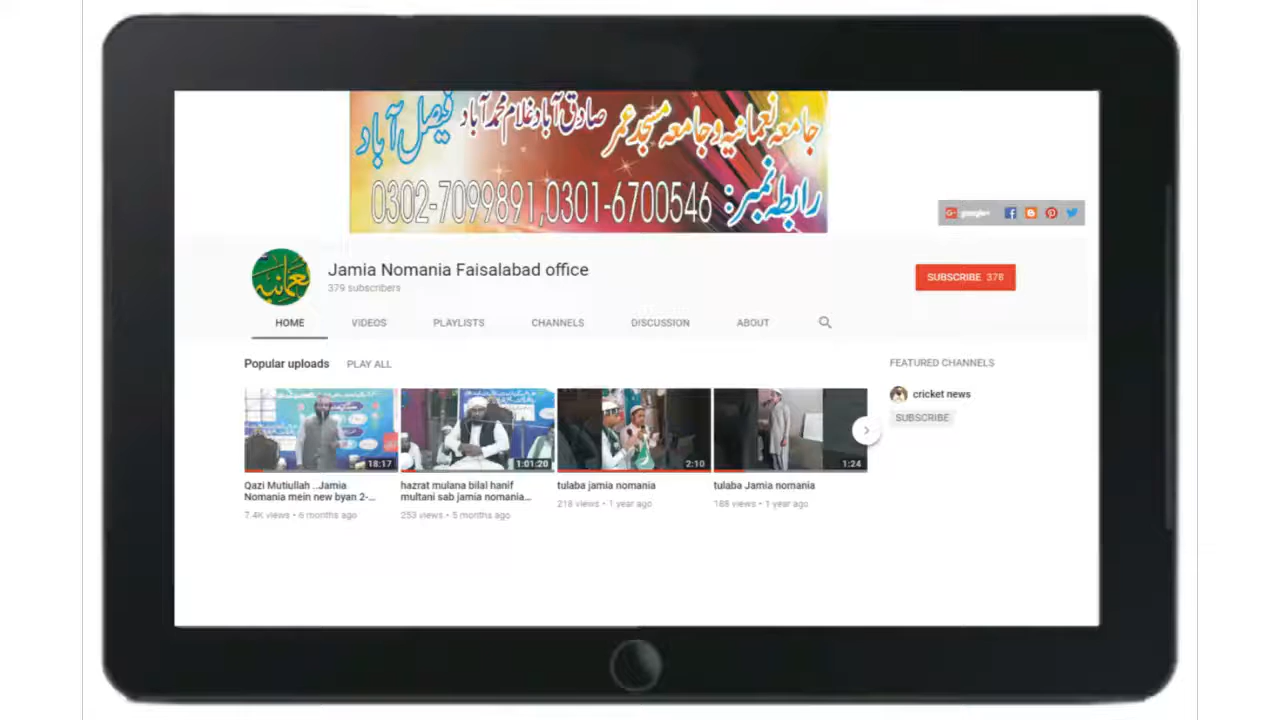 جامعہ نعمانیہ و جامعہ مسجد عمر صادق آباد غلام محمد آباد فیصل آباد
رابطہ نمبر: 0302-7099891,0301-6700546
google+
Jamia Nomania Faisalabad office
379 subscribers
SUBSCRIBE 378
HOME VIDEOS PLAYLISTS CHANNELS DISCUSSION ABOUT
Popular uploads PLAY ALL
FEATURED CHANNELS
cricket news
SUBSCRIBE
18:17 1:01:20 2:10 1:24
Qazi Mutiullah ..Jamia
Nomania mein new byan 2-...
7.4K views • 6 months ago
hazrat mulana bilal hanif
multani sab jamia nomania...
253 views • 5 months ago
tulaba jamia nomania
218 views • 1 year ago
tulaba Jamia nomania
188 views • 1 year ago